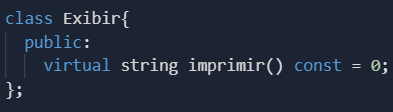 class Exibir{
public:
virtual string imprimir() const = 0;
};